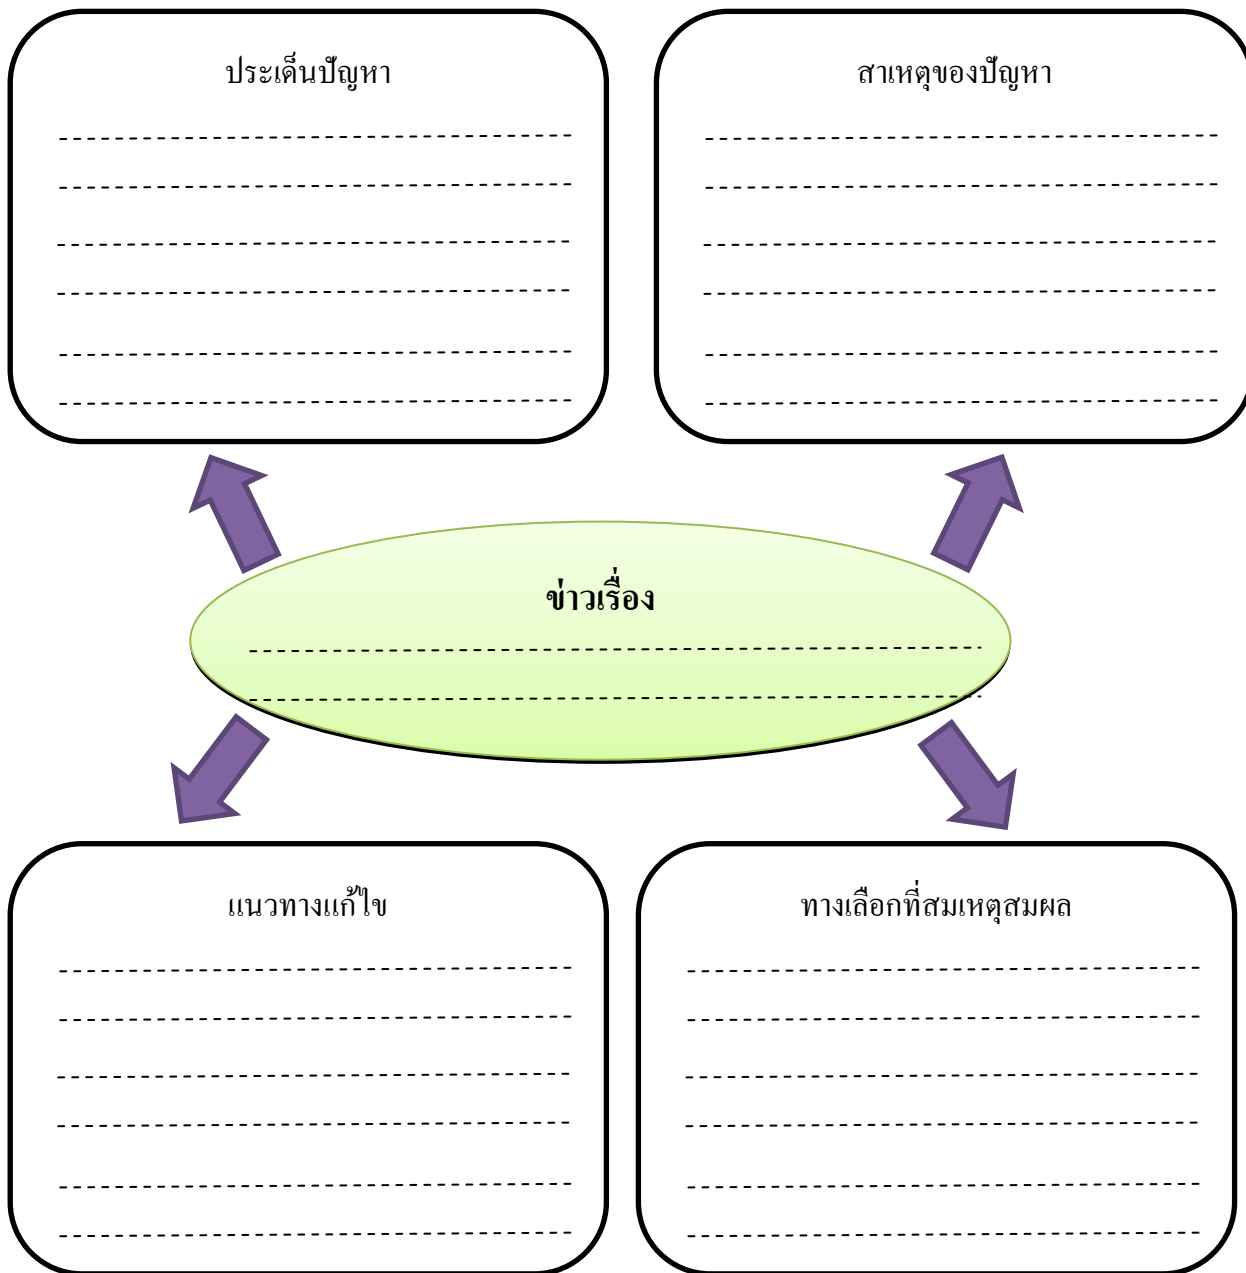 ประเด็นปัญหา
สาเหตุของปัญหา
ข่าวเรื่อง
แนวทางแก้ไข
ทางเลือกที่สมเหตุสมผล